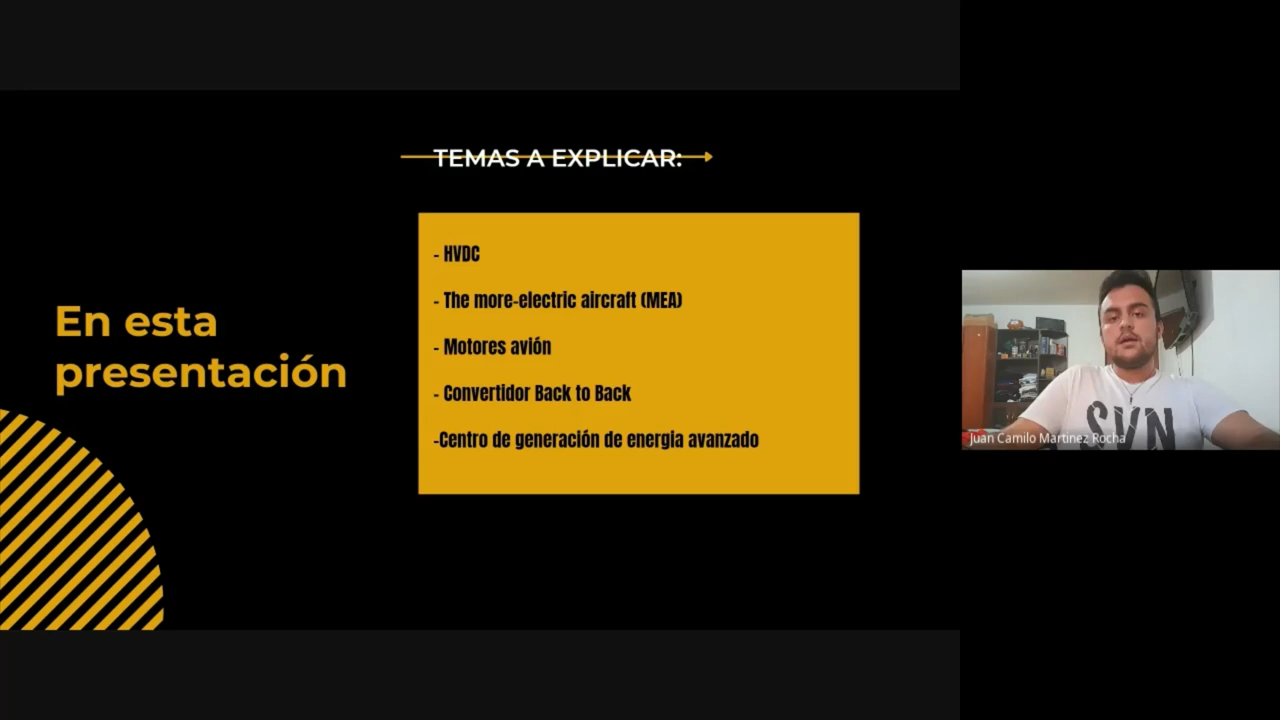 TEMAS A EXPLICAR:
- HVDC
- The more-electric aircraft (MEA)
- Motores avión
- Convertidor Back to Back
-Centro de generación de energia avanzado
En esta
presentación
SVN
Juan Camilo Martinez Rocha